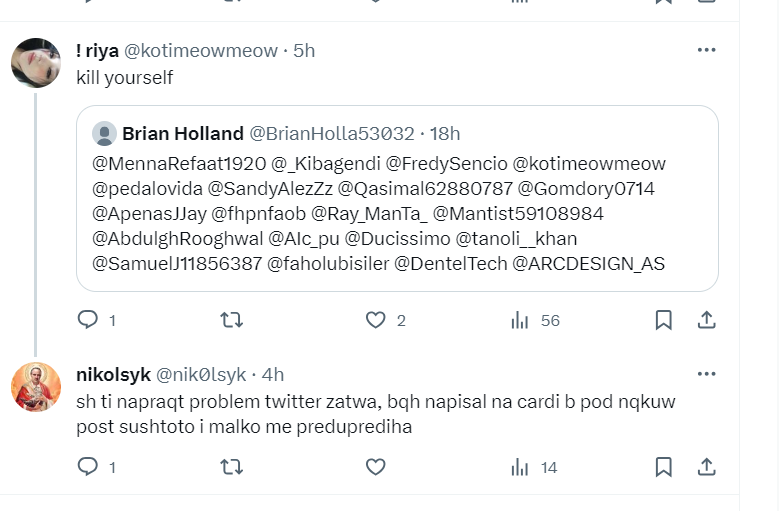 ! riya @kotimeowmeow · 5h
kill yourself
Brian Holland @BrianHolla53032 · 18h
@MennaRefaat1920 @_Kibagendi @FredySencio @kotimeowmeow
@pedalovida @SandyAlezZz @Qasimal62880787 @Gomdory0714
@ApenasJJay @fhpnfaob @Ray_ManTa_ @Mantist59108984
@AbdulghRooghwal @AIc_pu @Ducissimo @tanoli__khan
@SamuelJ11856387 @faholubisiler @DentelTech @ARCDESIGN_AS
1 2 56
nikolsyk @nik0lsyk · 4h
sh ti napraqt problem twitter zatwa, bqh napisal na cardi b pod nqkuw
post sushtoto i malko me preduprediha
1 14